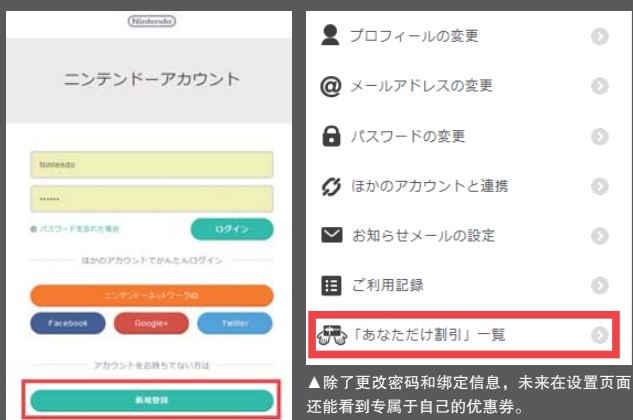 Nintendo
ニンテンドーアカウント
Nintendo
••••••
パスワードを忘れた場合
ログイン
ほかのアカウントでかんたんログイン
ニンテンドーネットワークID
Facebook
Google+
Twitter
アカウントをお持ちでない方は
新規登録
プロフィールの変更
メールアドレスの変更
パスワードの変更
ほかのアカウントと連携
お知らせメールの設定
ご利用記録
「あなただけ割引」一覧
▲除了更改密码和绑定信息，未来在设置页面
还能看到专属于自己的优惠券。